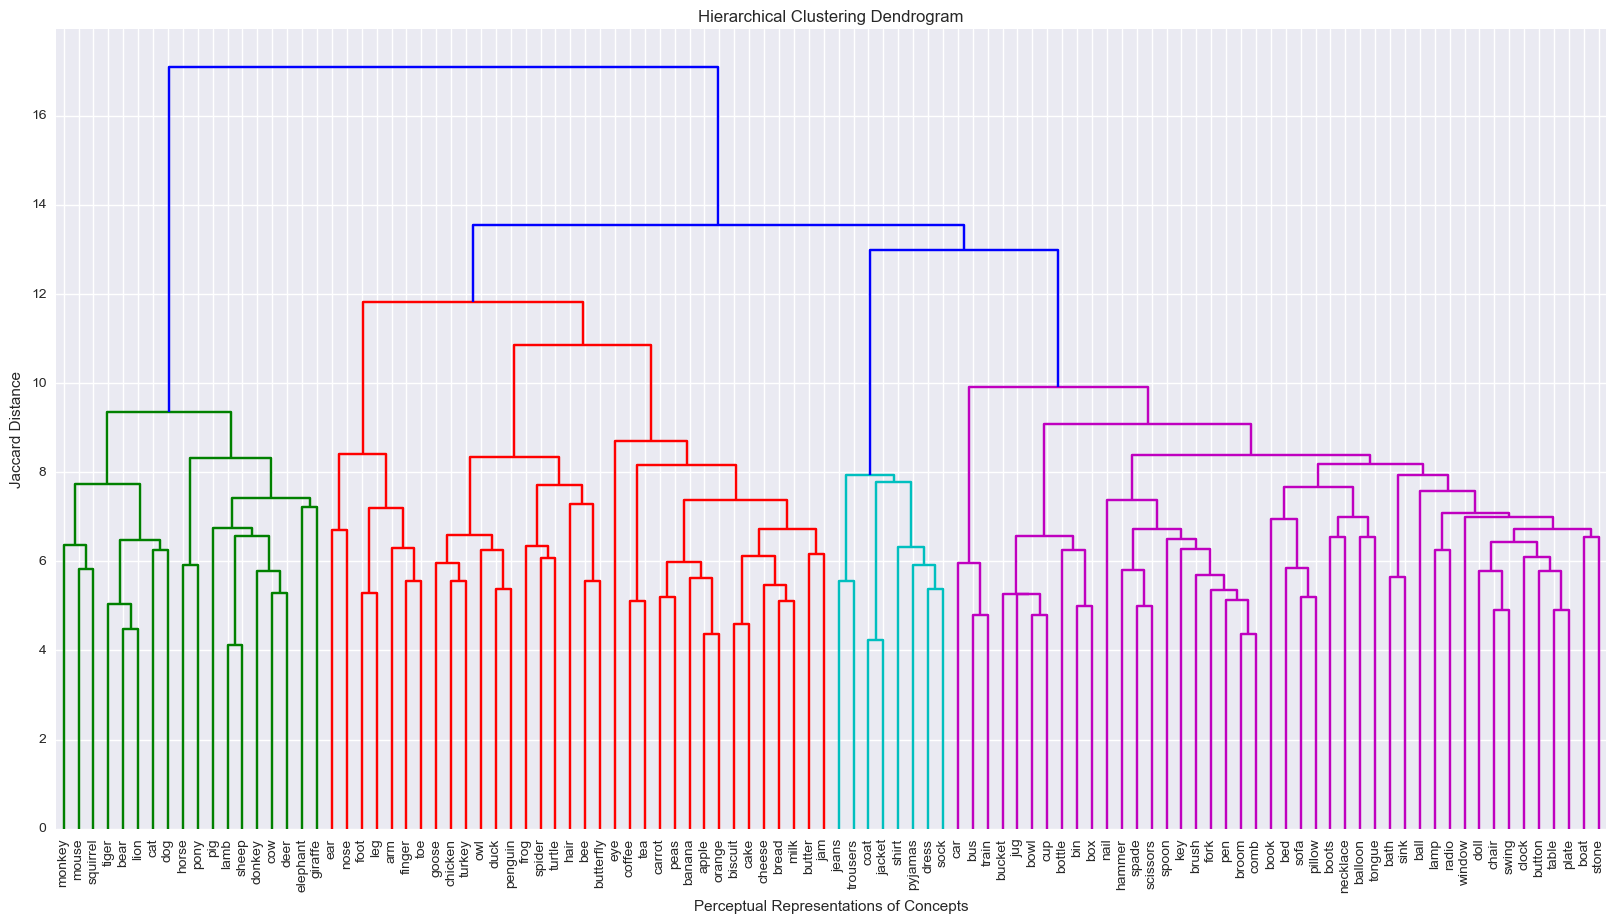 Hierarchical Clustering Dendrogram
Jaccard Distance
16
14
12
10
8
6
4
2
0
monkey
mouse
squirrel
tiger
bear
lion
cat
dog
horse
pony
pig
lamb
sheep
donkey
cow
deer
elephant
giraffe
ear
nose
foot
leg
arm
finger
toe
goose
chicken
turkey
owl
duck
penguin
frog
spider
turtle
hair
bee
butterfly
eye
coffee
tea
carrot
peas
banana
apple
orange
biscuit
cake
cheese
bread
milk
butter
jam
jeans
trousers
coat
jacket
shirt
pyjamas
dress
sock
car
bus
train
bucket
jug
bowl
cup
bottle
bin
box
nail
hammer
spade
scissors
spoon
key
brush
fork
pen
broom
comb
book
bed
sofa
pillow
boots
necklace
balloon
tongue
bath
sink
ball
lamp
radio
window
doll
chair
swing
clock
button
table
plate
boat
stone
Perceptual Representations of Concepts